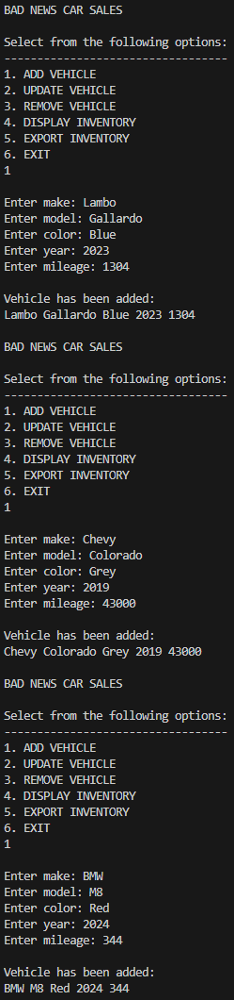 BAD NEWS CAR SALES
Select from the following options:
----------------------------------
1. ADD VEHICLE
2. UPDATE VEHICLE
3. REMOVE VEHICLE
4. DISPLAY INVENTORY
5. EXPORT INVENTORY
6. EXIT
1
Enter make: Lambo
Enter model: Gallardo
Enter color: Blue
Enter year: 2023
Enter mileage: 1304
Vehicle has been added:
Lambo Gallardo Blue 2023 1304
BAD NEWS CAR SALES
Select from the following options:
----------------------------------
1. ADD VEHICLE
2. UPDATE VEHICLE
3. REMOVE VEHICLE
4. DISPLAY INVENTORY
5. EXPORT INVENTORY
6. EXIT
1
Enter make: Chevy
Enter model: Colorado
Enter color: Grey
Enter year: 2019
Enter mileage: 43000
Vehicle has been added:
Chevy Colorado Grey 2019 43000
BAD NEWS CAR SALES
Select from the following options:
----------------------------------
1. ADD VEHICLE
2. UPDATE VEHICLE
3. REMOVE VEHICLE
4. DISPLAY INVENTORY
5. EXPORT INVENTORY
6. EXIT
1
Enter make: BMW
Enter model: M8
Enter color: Red
Enter year: 2024
Enter mileage: 344
Vehicle has been added:
BMW M8 Red 2024 344